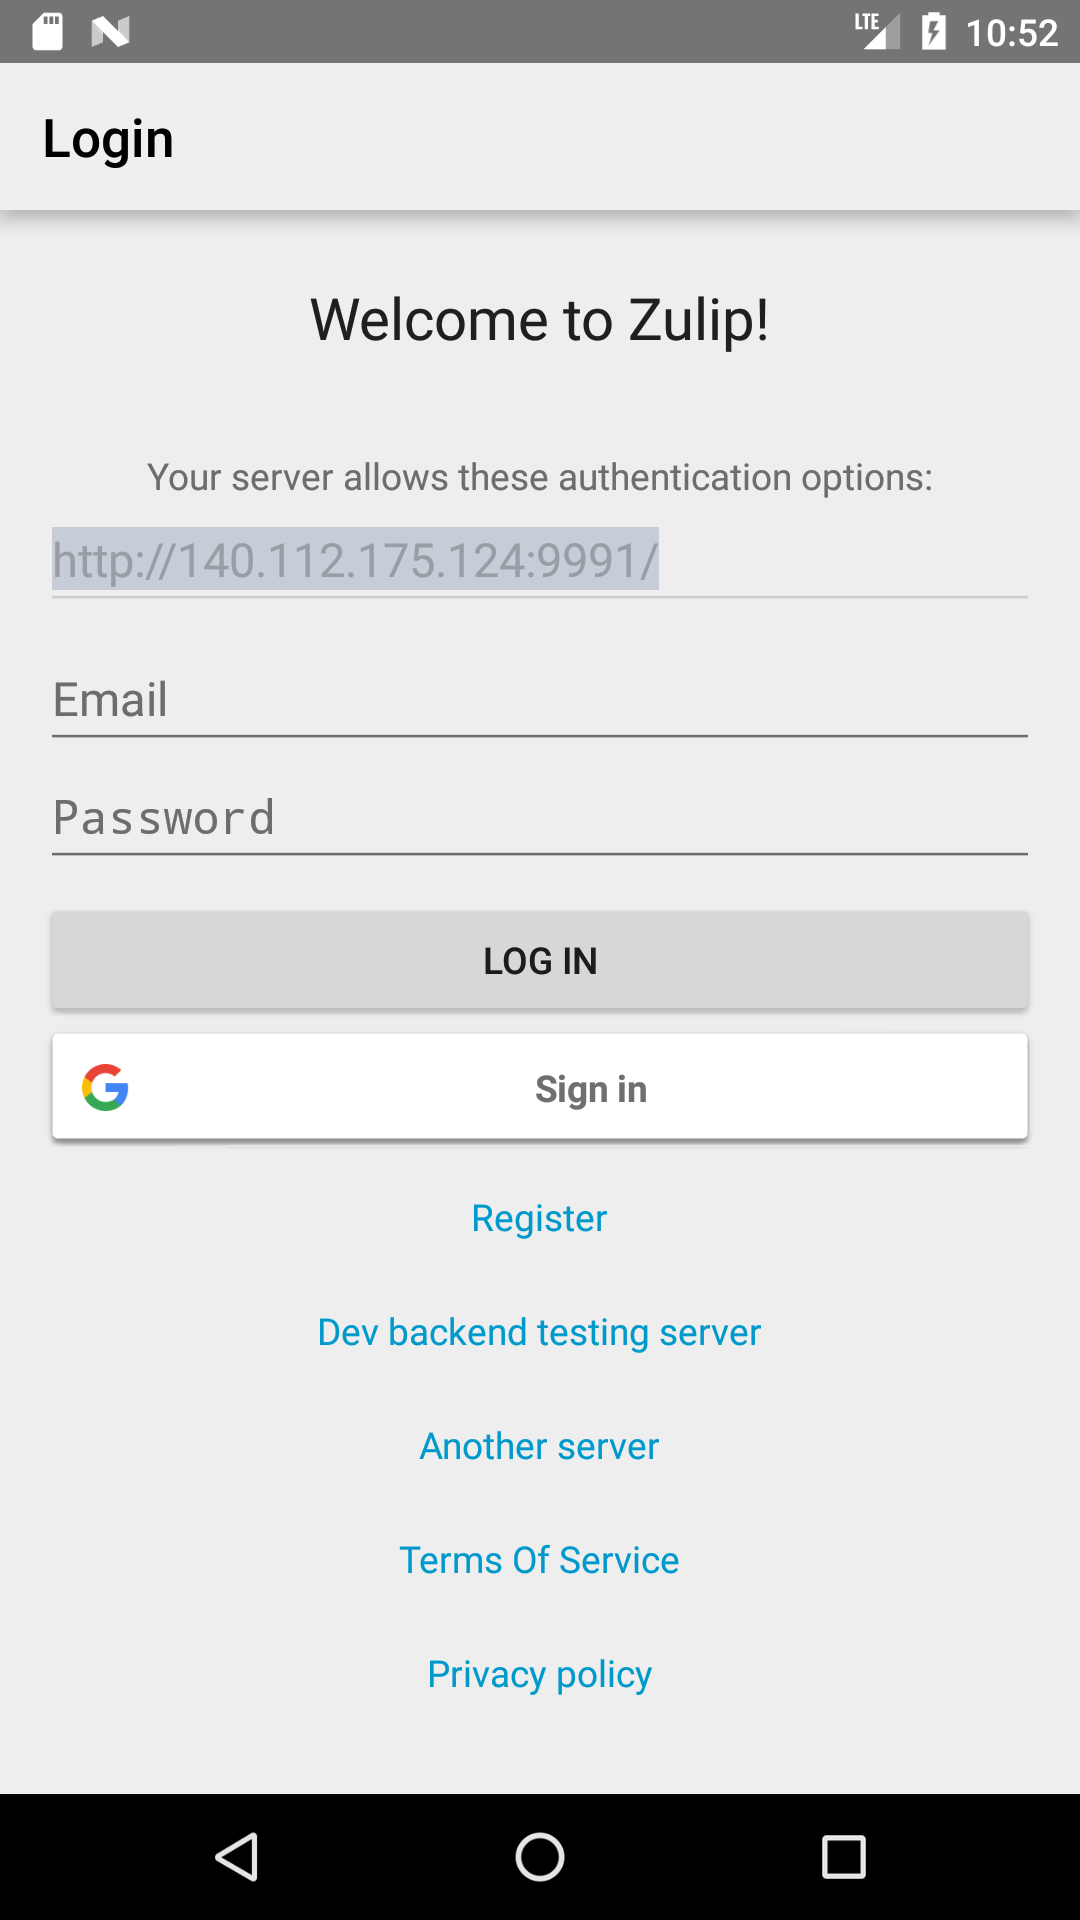 LTE 10:52
Login
Welcome to Zulip!
Your server allows these authentication options:
http://140.112.175.124:9991/
Email
Password
LOG IN
Sign in
Register
Dev backend testing server
Another server
Terms Of Service
Privacy policy